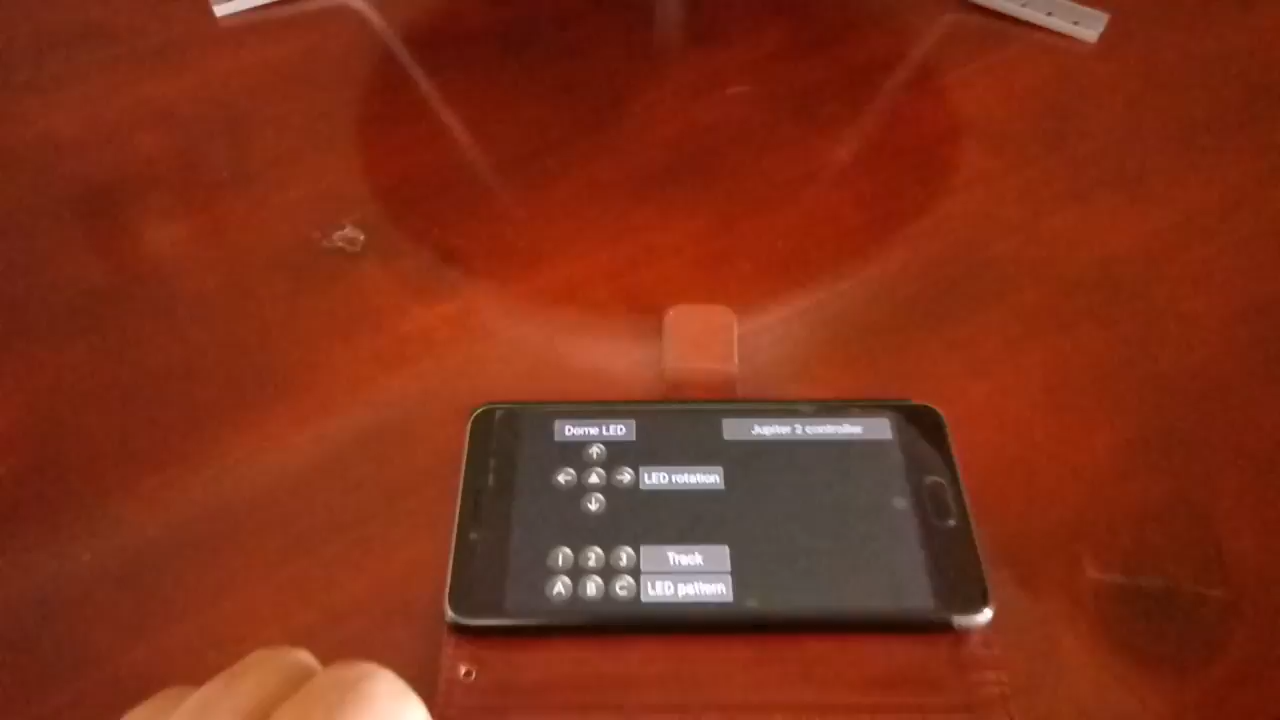 Dome LED
Jupiter 2 controller
LED rotation
1 2 3
Track
A B C
LED pattern